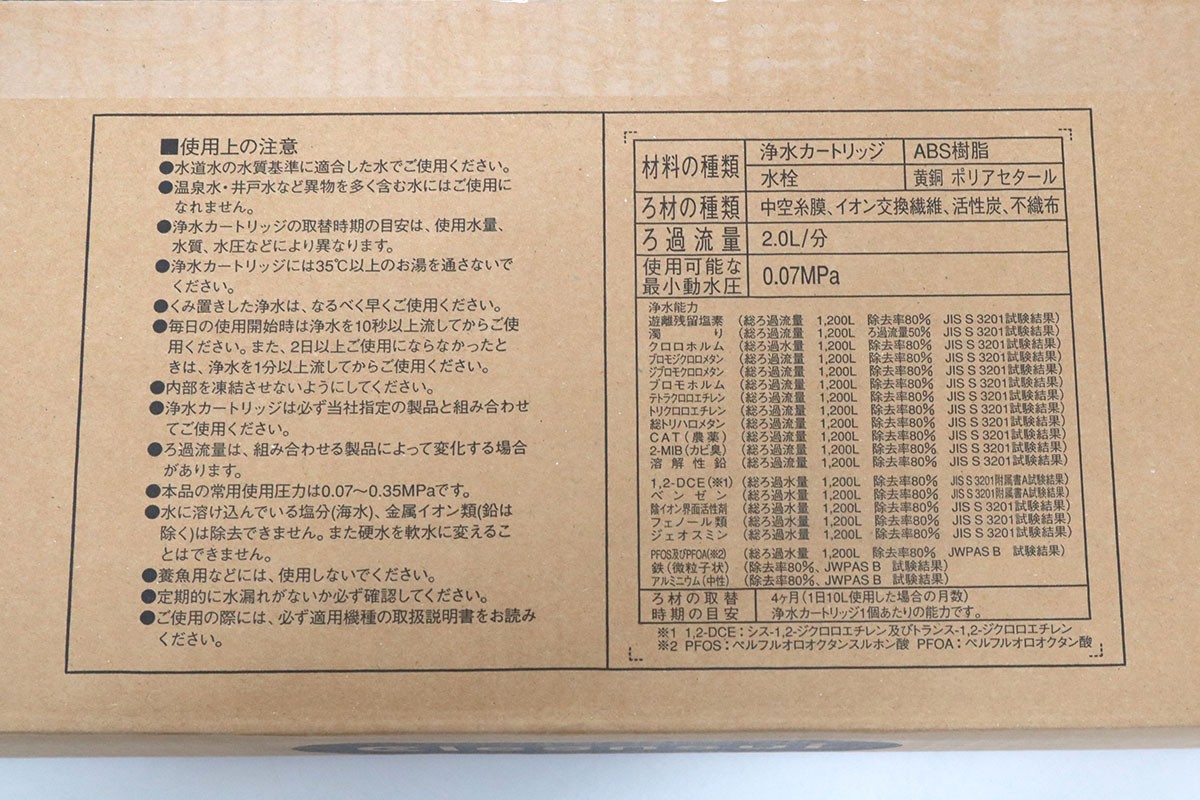 ■使用上の注意
●水道水の水質基準に適合した水でご使用ください。
●温泉水・井戸水など異物を多く含む水にはご使用に
なれません。
●浄水カートリッジの取替時期の目安は、使用水量、
水質、水圧などにより異なります。
●浄水カートリッジには35℃以上のお湯を通さないで
ください。
●くみ置きした浄水は、なるべく早くご使用ください。
●毎日の使用開始時は浄水を10秒以上流してからご使
用ください。また、2日以上ご使用にならなかったと
きは、浄水を1分以上流してからご使用ください。
●内部を凍結させないようにしてください。
●浄水カートリッジは必ず当社指定の製品と組み合わせ
てご使用ください。
●ろ過流量は、組み合わせる製品によって変化する場合
があります。
●本品の常用使用圧力は0.07〜0.35MPaです。
●水に溶け込んでいる塩分(海水)、金属イオン類(鉛は
除く)は除去できません。また硬水を軟水に変えるこ
とはできません。
●養魚用などには、使用しないでください。
●定期的に水漏れがないか必ず確認してください。
●ご使用の際には、必ず適用機種の取扱説明書をお読み
ください。
材料の種類 浄水カートリッジ ABS樹脂
水栓 黄銅 ポリアセタール
ろ材の種類 中空糸膜、イオン交換繊維、活性炭、不織布
ろ過流量 2.0L/分
使用可能な
最小動水圧 0.07MPa
浄水能力
遊離残留塩素 (総ろ過流量 1,200L 除去率80% JIS S 3201試験結果)
濁り (総ろ過流量 1,200L ろ過流量50% JIS S 3201試験結果)
クロロホルム (総ろ過水量 1,200L 除去率80% JIS S 3201試験結果)
ブロモジクロロメタン (総ろ過流量 1,200L 除去率80% JIS S 3201試験結果)
ジブロモクロロメタン (総ろ過流量 1,200L 除去率80% JIS S 3201試験結果)
ブロモホルム (総ろ過流量 1,200L 除去率80% JIS S 3201試験結果)
テトラクロロエチレン (総ろ過流量 1,200L 除去率80% JIS S 3201試験結果)
トリクロロエチレン (総ろ過流量 1,200L 除去率80% JIS S 3201試験結果)
総トリハロメタン (総ろ過流量 1,200L 除去率80% JIS S 3201試験結果)
CAT(農薬) (総ろ過流量 1,200L 除去率80% JIS S 3201試験結果)
2-MIB(カビ臭) (総ろ過流量 1,200L 除去率80% JIS S 3201試験結果)
溶解性鉛 (総ろ過流量 1,200L 除去率80% JIS S 3201試験結果)
1,2-DCE(※1) (総ろ過水量 1,200L 除去率80% JIS S 3201附属書A試験結果)
ベンゼン (総ろ過水量 1,200L 除去率80% JIS S 3201附属書A試験結果)
陰イオン界面活性剤 (総ろ過水量 1,200L 除去率80% JIS S 3201試験結果)
フェノール類 (総ろ過水量 1,200L 除去率80% JIS S 3201試験結果)
ジェオスミン (総ろ過水量 1,200L 除去率80% JIS S 3201試験結果)
PFOS及びPFOA(※2) (総ろ過水量 1,200L 除去率80% JWPAS B 試験結果)
鉄(微粒子状) (除去率80%、JWPAS B 試験結果)
アルミニウム(中性) (除去率80%、JWPAS B 試験結果)
ろ材の取替 4ヶ月(1日10L使用した場合の月数)
時期の目安 浄水カートリッジ1個あたりの能力です。
※1 1,2-DCE：シス-1,2-ジクロロエチレン及びトランス-1,2-ジクロロエチレン
※2 PFOS：ペルフルオロオクタンスルホン酸 PFOA：ペルフルオロオクタン酸